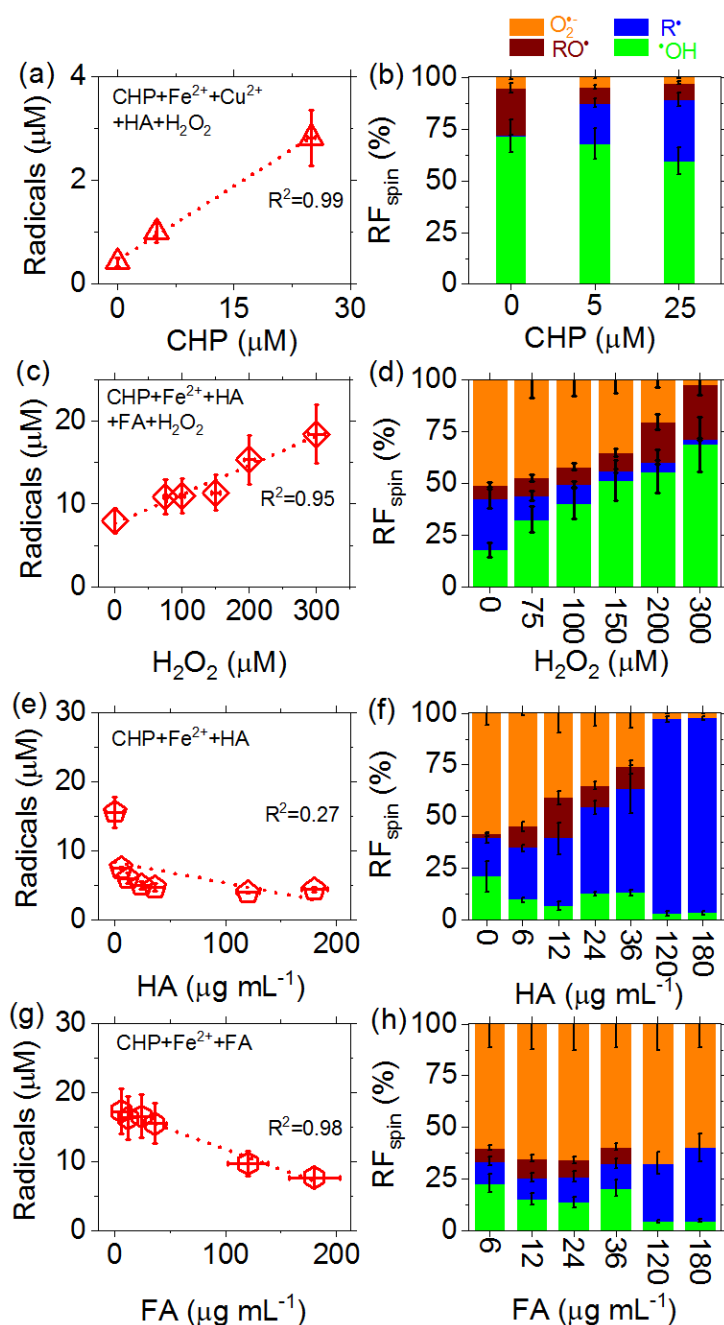 O₂•- R•
RO• •OH
(a) (b)
4
2
0
Radicals (μM)
CHP+Fe²⁺+Cu²⁺
+HA+H₂O₂
R²=0.99
0 15 30
CHP (μM)
100
75
50
25
0
RFspin (%)
0 5 25
CHP (μM)
(c) (d)
20
10
0
Radicals (μM)
CHP+Fe²⁺+HA
+FA+H₂O₂
R²=0.95
0 100 200 300
H₂O₂ (μM)
100
75
50
25
0
RFspin (%)
0 75 100 150 200 300
H₂O₂ (μM)
(e) (f)
30
20
10
0
Radicals (μM)
CHP+Fe²⁺+HA
R²=0.27
0 100 200
HA (μg mL⁻¹)
100
75
50
25
0
RFspin (%)
0 6 12 24 36 120 180
HA (μg mL⁻¹)
(g) (h)
30
20
10
0
Radicals (μM)
CHP+Fe²⁺+FA
R²=0.98
0 100 200
FA (μg mL⁻¹)
100
75
50
25
0
RFspin (%)
6 12 24 36 120 180
FA (μg mL⁻¹)